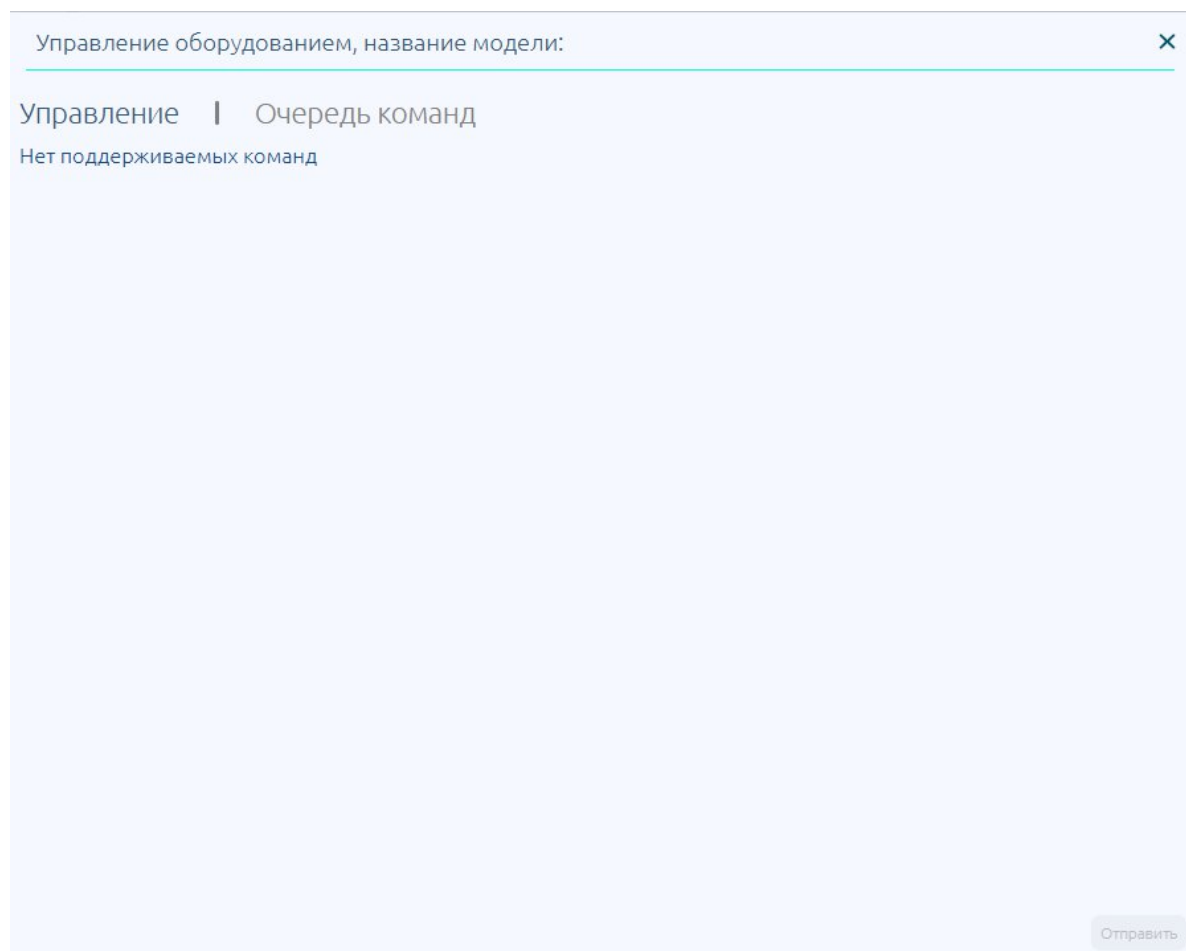 Управление оборудованием, название модели: ✕
Управление | Очередь команд
Нет поддерживаемых команд
Отправить